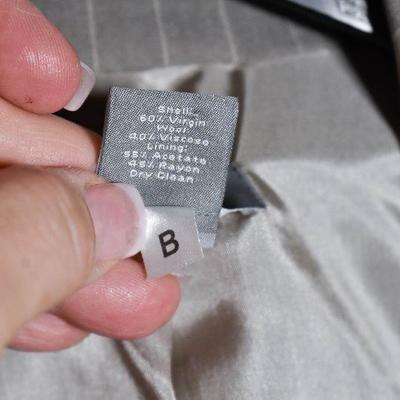 Shell:
60% Virgin
Wool
40% Viscose
Lining:
55% Acetate
45% Rayon
Dry Clean
B